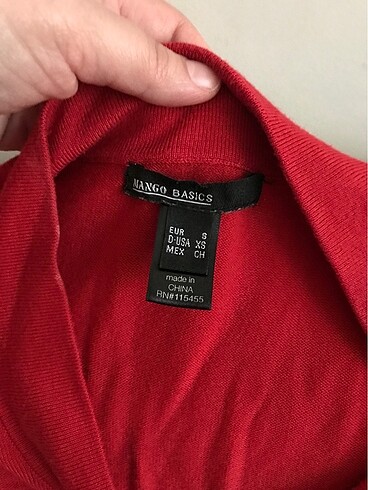 MANGO BASICS
EUR S
D-USA XS
MEX CH
made in
CHINA
RN#115455